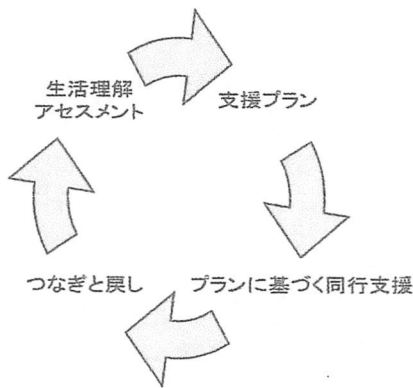 生活理解
アセスメント
支援プラン
プランに基づく同行支援
つなぎと戻し